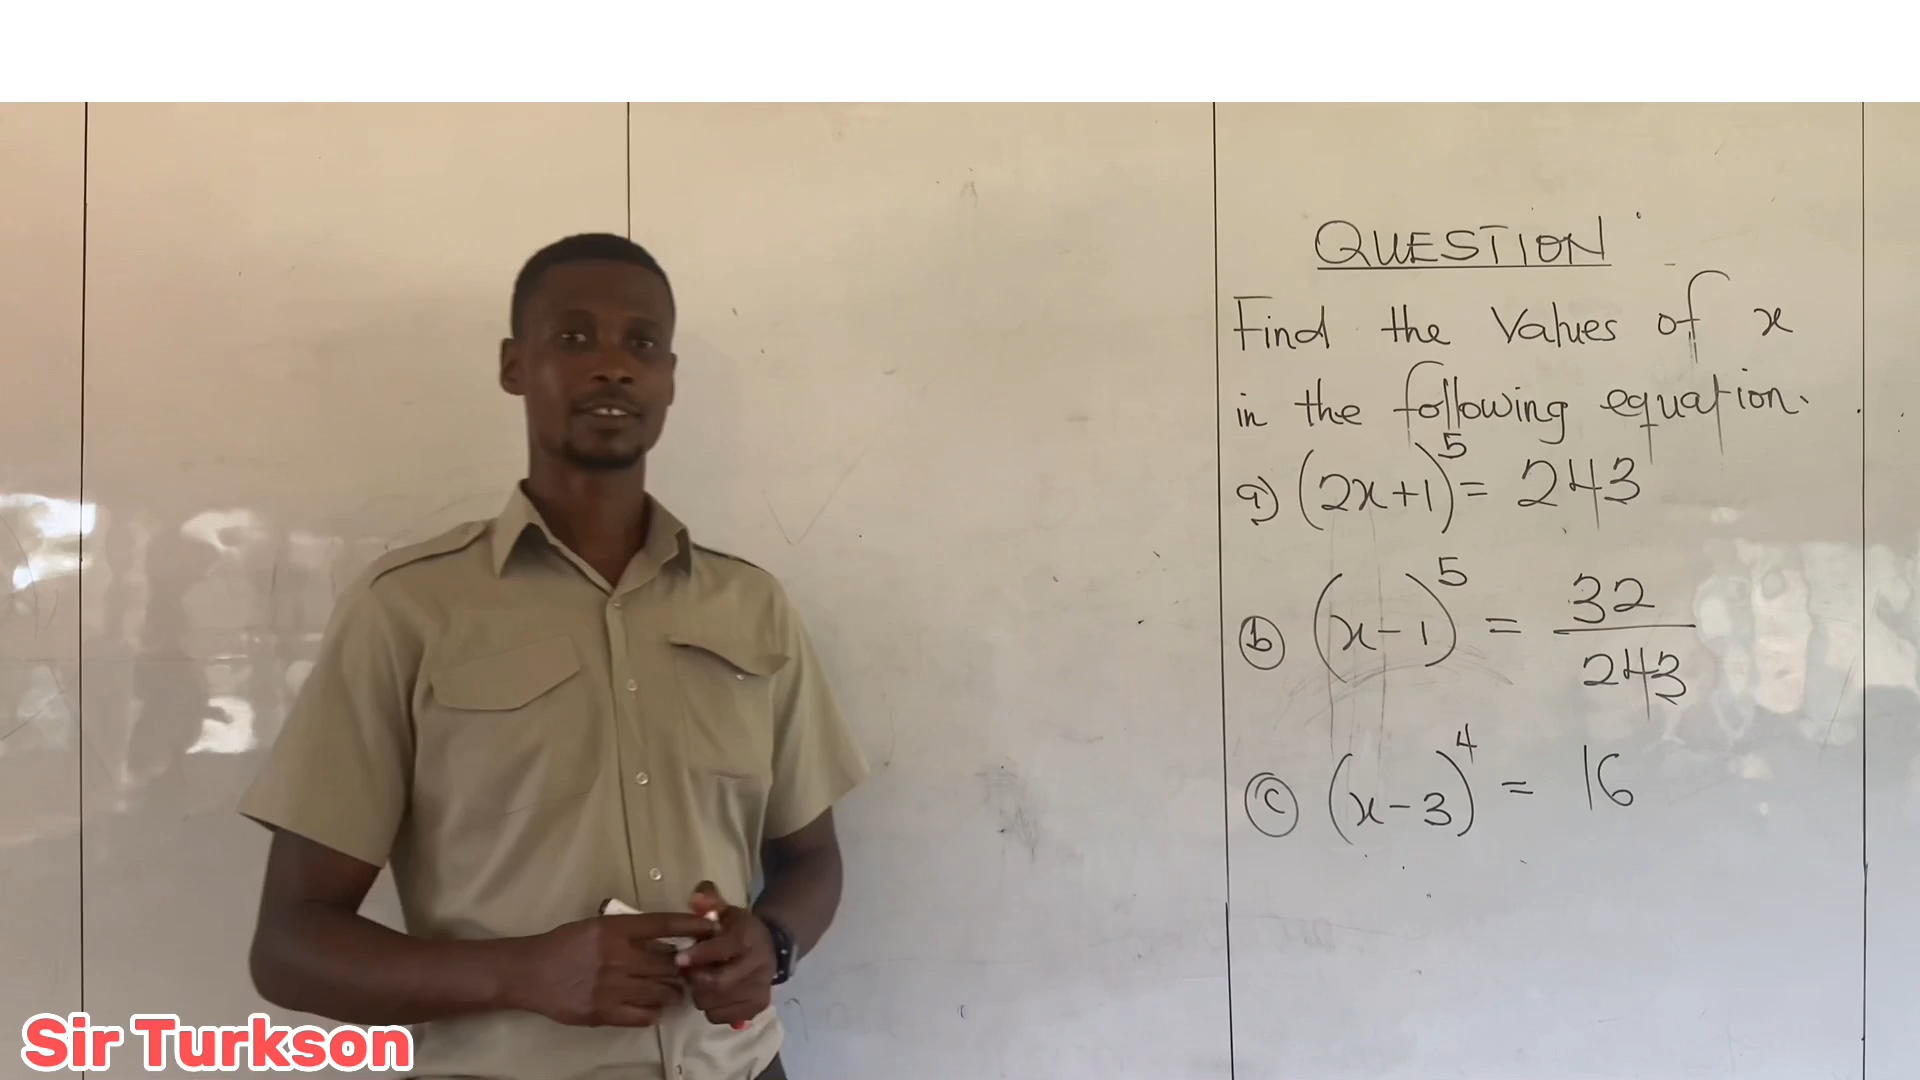 QUESTION
Find the Values of x
in the following equation.
a) (2x+1)^5 = 243
b) (x-1)^5 = 32/243
c) (x-3)^4 = 16
Sir Turkson